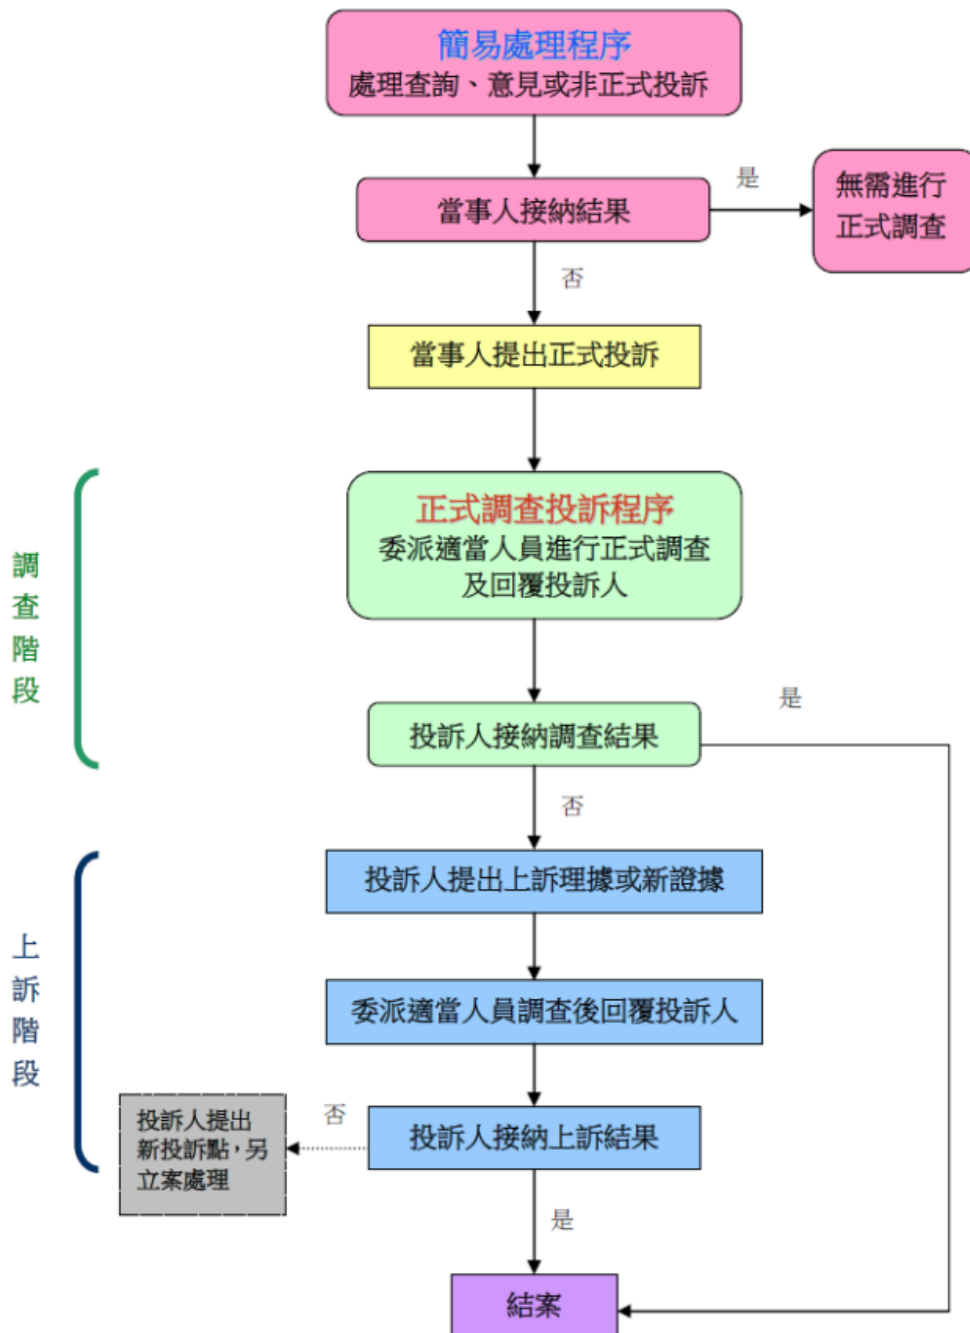 簡易處理程序
處理查詢、意見或非正式投訴
當事人接納結果
是
無需進行
正式調查
否
當事人提出正式投訴
調
查
階
段
正式調查投訴程序
委派適當人員進行正式調查
及回覆投訴人
投訴人接納調查結果
是
否
上
訴
階
段
投訴人提出上訴理據或新證據
委派適當人員調查後回覆投訴人
投訴人接納上訴結果
否
投訴人提出
新投訴點，另
立案處理
是
結案